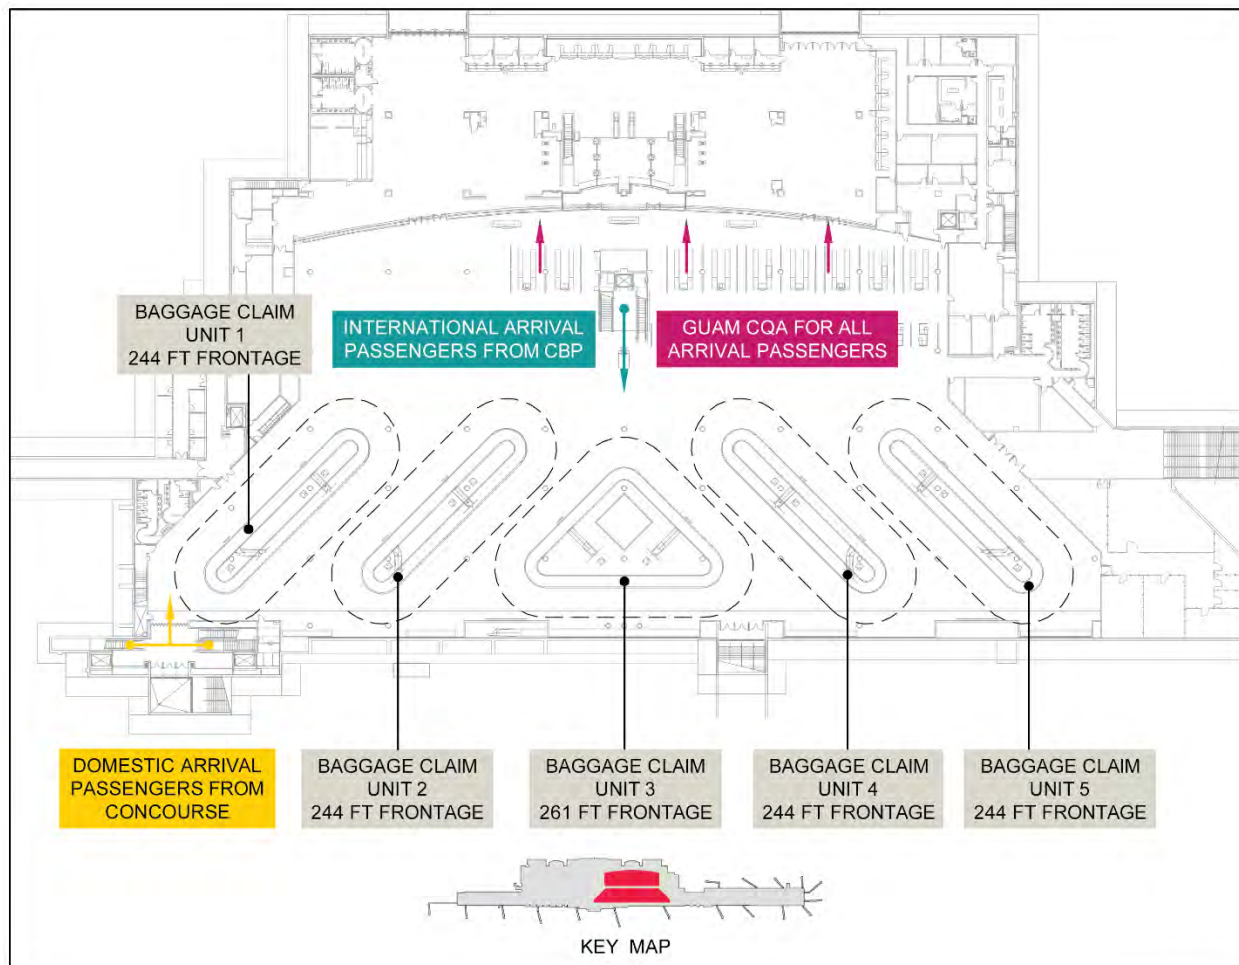 BAGGAGE CLAIM
UNIT 1
244 FT FRONTAGE
INTERNATIONAL ARRIVAL
PASSENGERS FROM CBP
GUAM CQA FOR ALL
ARRIVAL PASSENGERS
DOMESTIC ARRIVAL
PASSENGERS FROM
CONCOURSE
BAGGAGE CLAIM
UNIT 2
244 FT FRONTAGE
BAGGAGE CLAIM
UNIT 3
261 FT FRONTAGE
BAGGAGE CLAIM
UNIT 4
244 FT FRONTAGE
BAGGAGE CLAIM
UNIT 5
244 FT FRONTAGE
KEY MAP